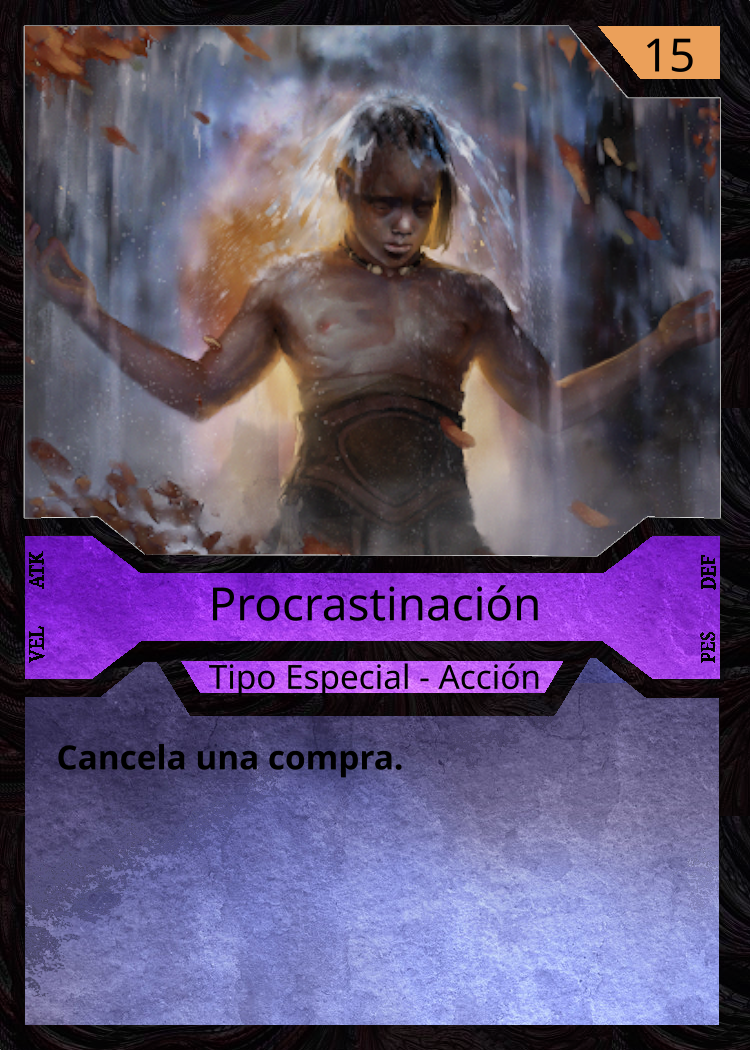 15
ATK
DEF
Procrastinación
VEL
PES
Tipo Especial - Acción
Cancela una compra.